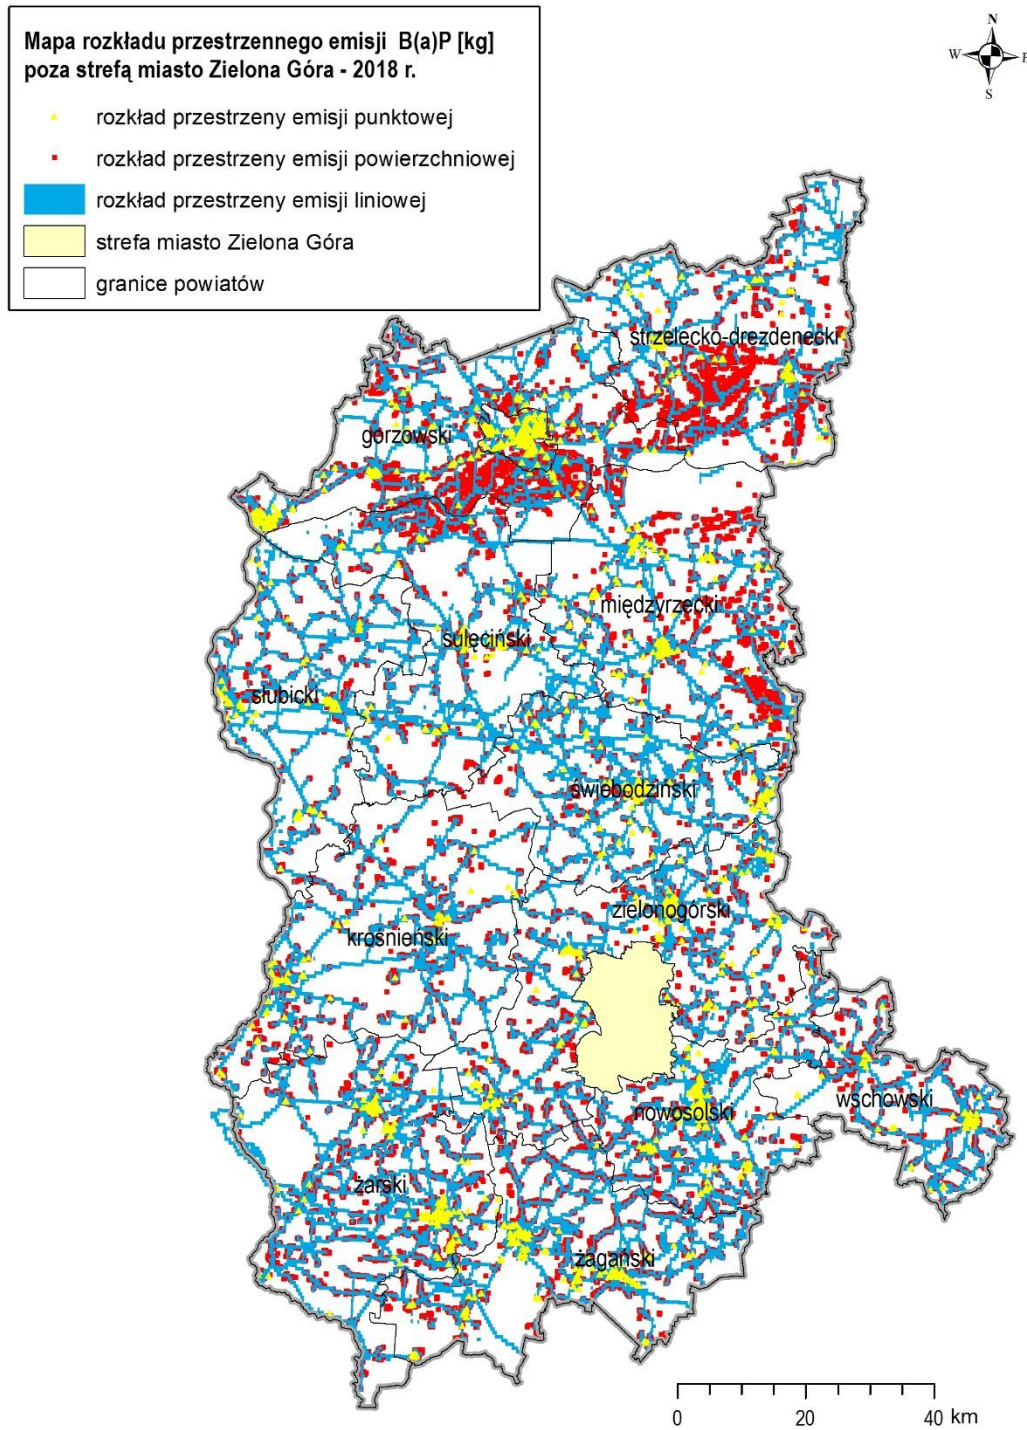 Mapa rozkładu przestrzennego emisji B(a)P [kg]
poza strefą miasto Zielona Góra - 2018 r.
rozkład przestrzeny emisji punktowej
rozkład przestrzeny emisji powierzchniowej
rozkład przestrzeny emisji liniowej
strefa miasto Zielona Góra
granice powiatów
N
W
E
S
strzelecko-drezdenecki
gorzowski
międzyrzecki
sulęciński
słubicki
świebodziński
zielonogórski
krośnieński
wschowski
nowosolski
żarski
żagański
0 20 40 km